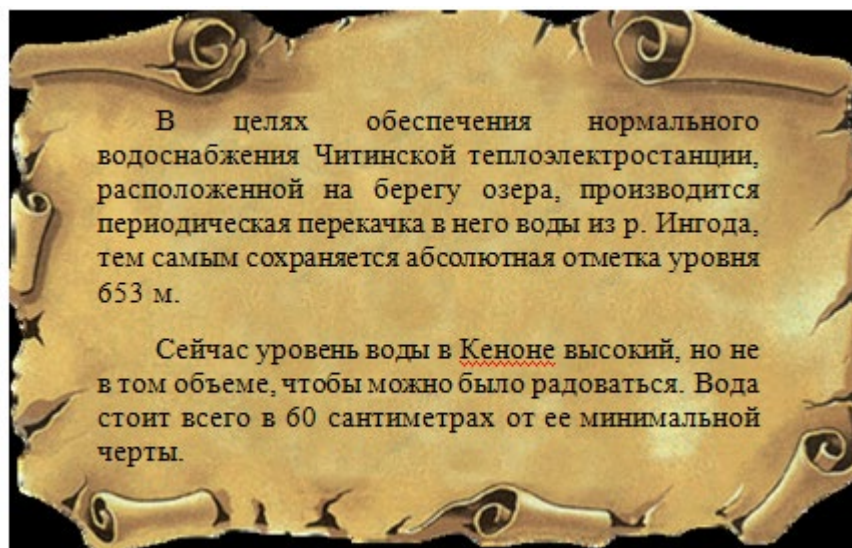 В целях обеспечения нормального
водоснабжения Читинской теплоэлектростанции,
расположенной на берегу озера, производится
периодическая перекачка в него воды из р. Ингода,
тем самым сохраняется абсолютная отметка уровня
653 м.
Сейчас уровень воды в Кеноне высокий, но не
в том объеме, чтобы можно было радоваться. Вода
стоит всего в 60 сантиметрах от ее минимальной
черты.